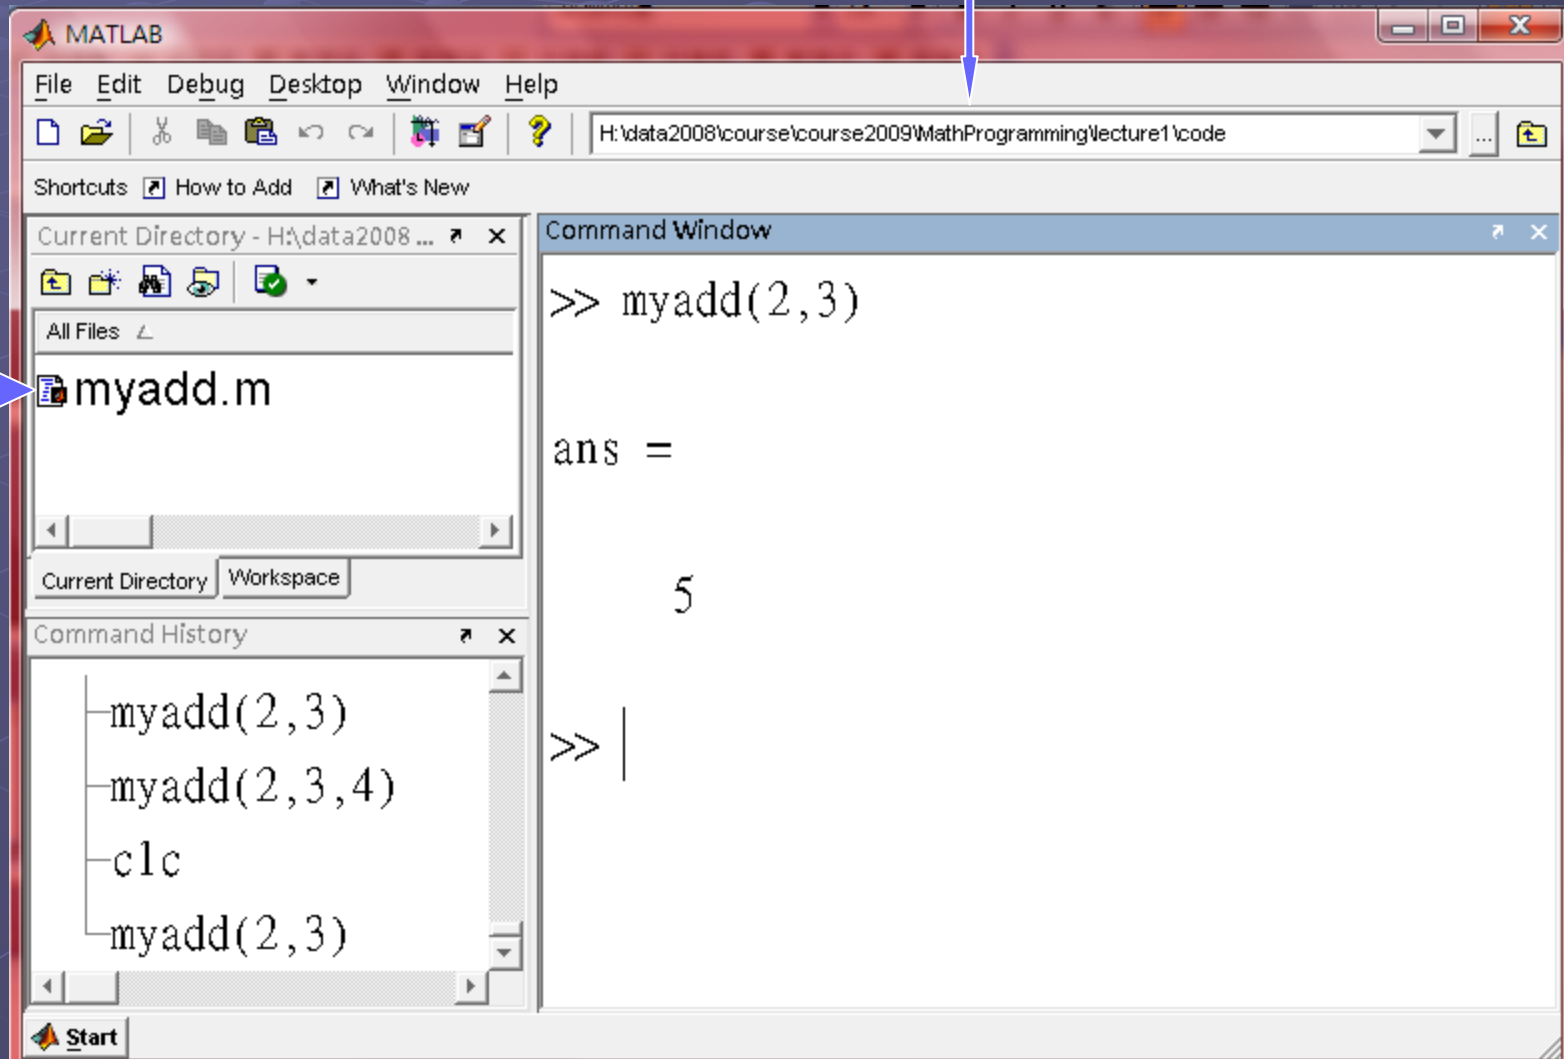 MATLAB
File Edit Debug Desktop Window Help
H:\data2008\course\course2009\MathProgramming\lecture1\code
...
Shortcuts How to Add What's New
Current Directory - H:\data2008 ...
All Files
myadd.m
Current Directory Workspace
Command History
myadd(2,3)
myadd(2,3,4)
clc
myadd(2,3)
Command Window
>> myadd(2,3)
ans =
5
>>
Start